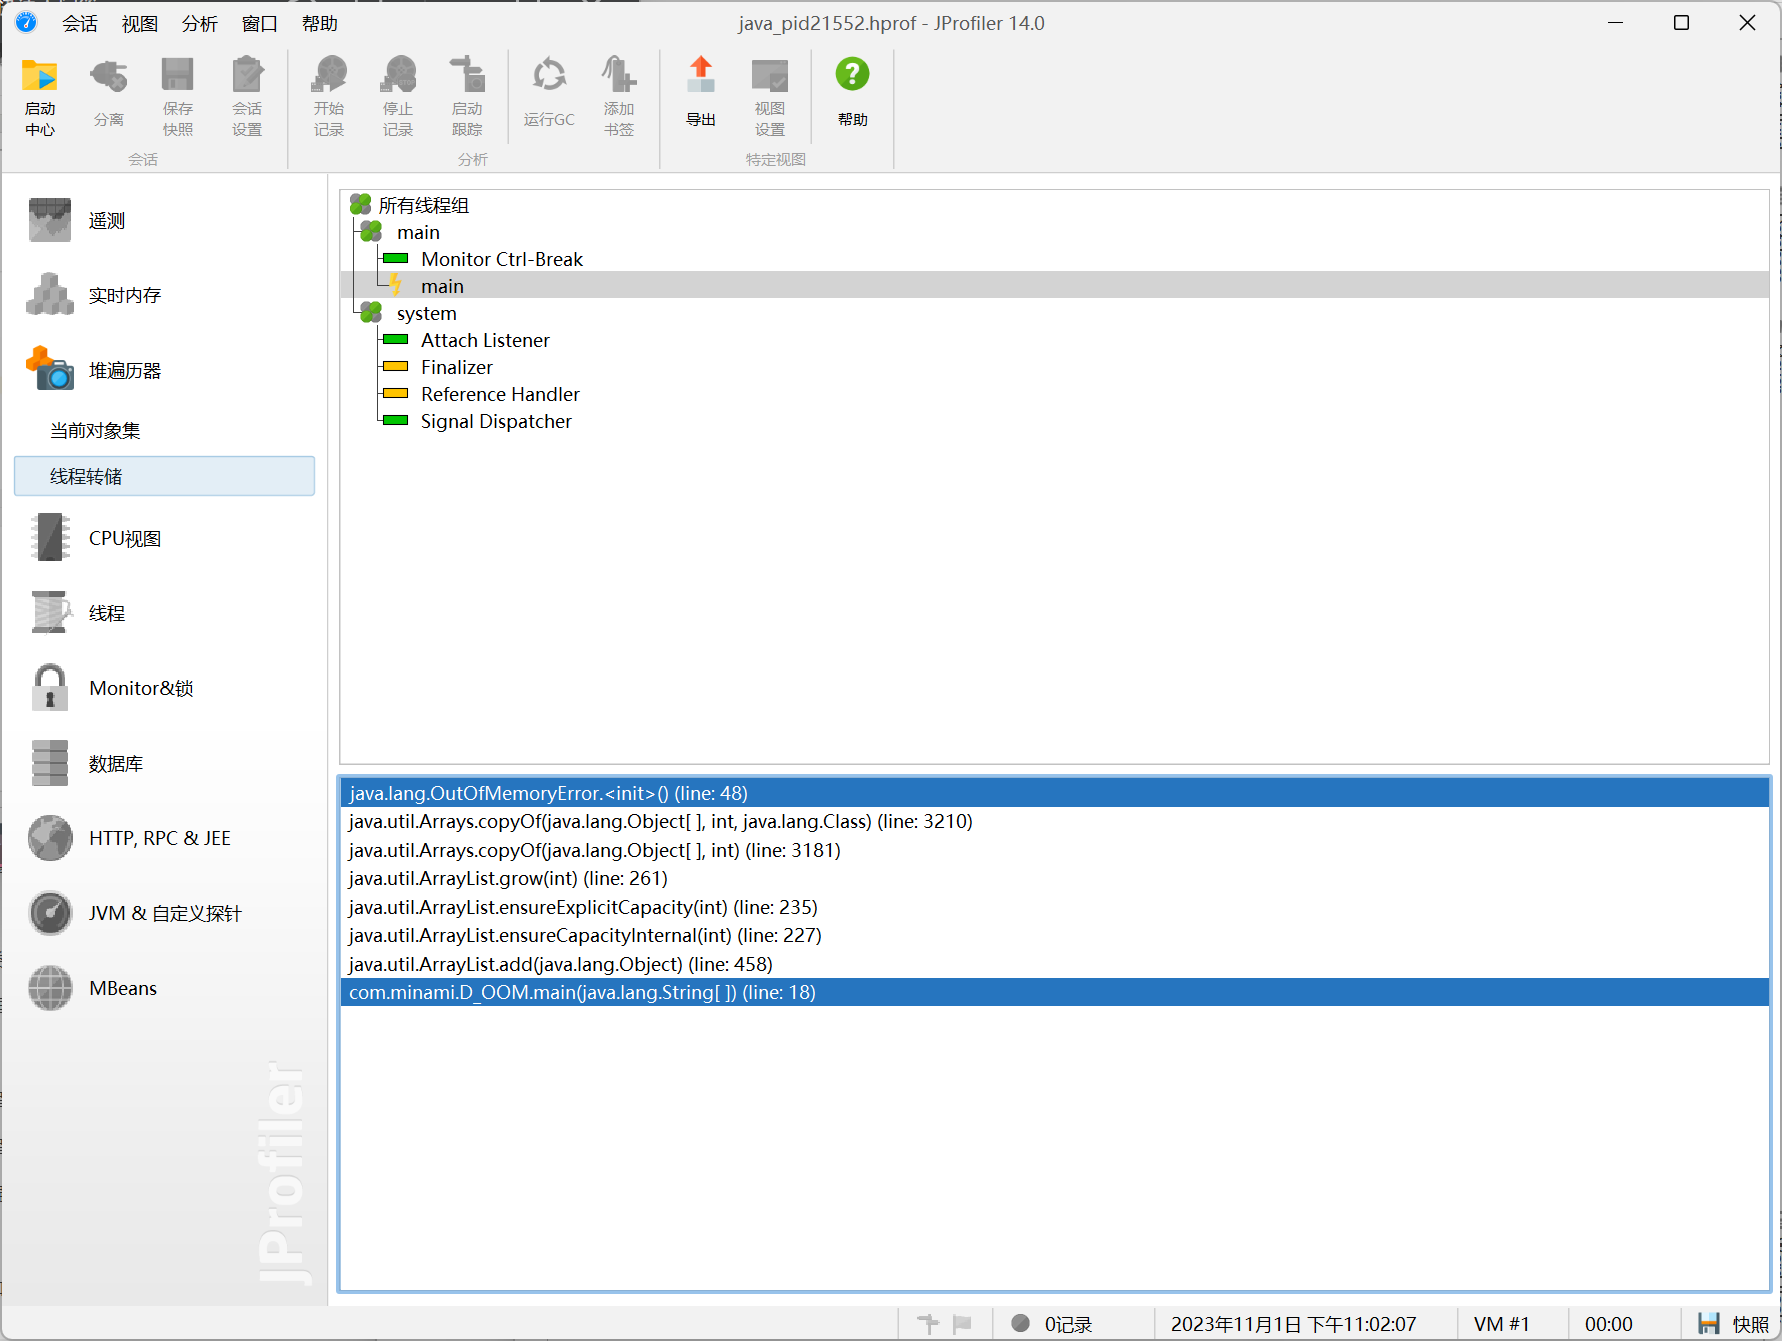 会话 视图 分析 窗口 帮助
java_pid21552.hprof - JProfiler 14.0
启动
中心
分离
保存
快照
会话
设置
会话
开始
记录
停止
记录
启动
跟踪
运行GC
添加
书签
分析
导出
视图
设置
特定视图
帮助
遥测
实时内存
堆遍历器
当前对象集
线程转储
CPU视图
线程
Monitor&锁
数据库
HTTP, RPC & JEE
JVM & 自定义探针
MBeans
JProfiler
所有线程组
main
Monitor Ctrl-Break
main
system
Attach Listener
Finalizer
Reference Handler
Signal Dispatcher
java.lang.OutOfMemoryError.<init>() (line: 48)
java.util.Arrays.copyOf(java.lang.Object[ ], int, java.lang.Class) (line: 3210)
java.util.Arrays.copyOf(java.lang.Object[ ], int) (line: 3181)
java.util.ArrayList.grow(int) (line: 261)
java.util.ArrayList.ensureExplicitCapacity(int) (line: 235)
java.util.ArrayList.ensureCapacityInternal(int) (line: 227)
java.util.ArrayList.add(java.lang.Object) (line: 458)
com.minami.D_OOM.main(java.lang.String[ ]) (line: 18)
0记录
2023年11月1日 下午11:02:07
VM #1
00:00
快照